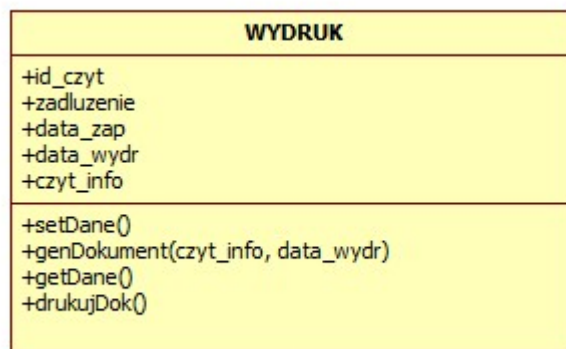 WYDRUK
+id_czyt
+zadluzenie
+data_zap
+data_wydr
+czyt_info
+setDane()
+genDokument(czyt_info, data_wydr)
+getDane()
+drukujDok()